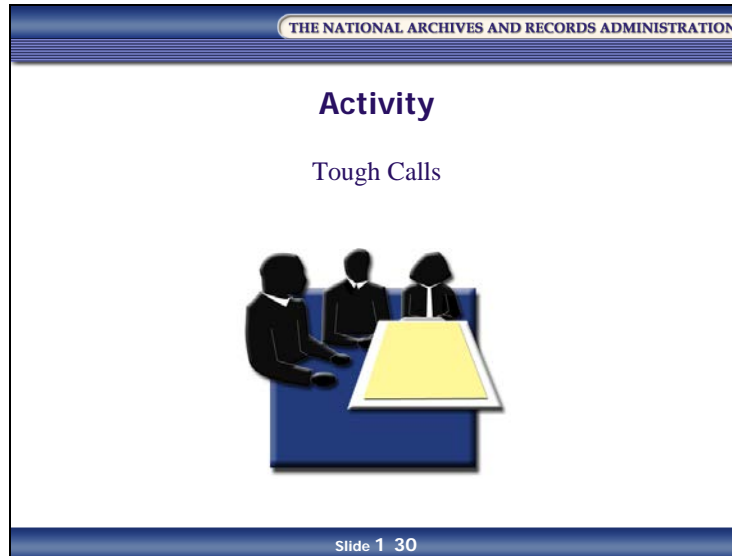 THE NATIONAL ARCHIVES AND RECORDS ADMINISTRATION
Activity
Tough Calls
Slide 1 30